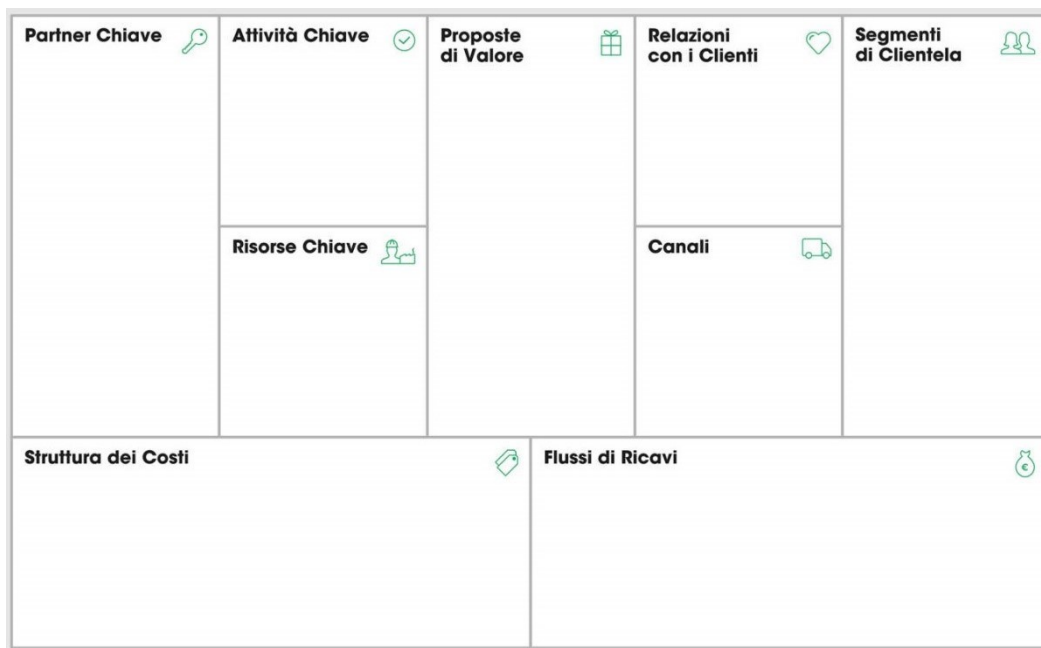 Partner Chiave
Attività Chiave
Proposte
di Valore
Relazioni
con i Clienti
Segmenti
di Clientela
Risorse Chiave
Canali
Struttura dei Costi
Flussi di Ricavi
€